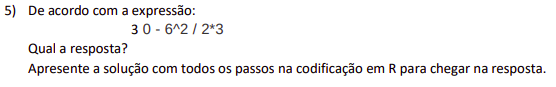 5) De acordo com a expressão:
3 0 - 6^2 / 2*3
Qual a resposta?
Apresente a solução com todos os passos na codificação em R para chegar na resposta.